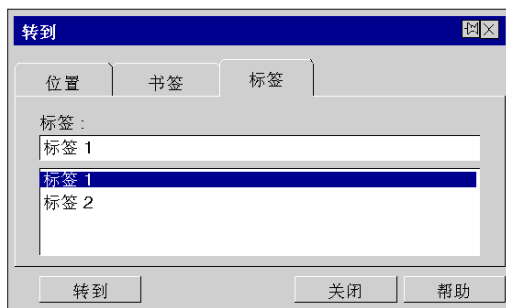 转到
位置 书签 标签
标签 :
标签 1
标签 1
标签 2
转到 关闭 帮助